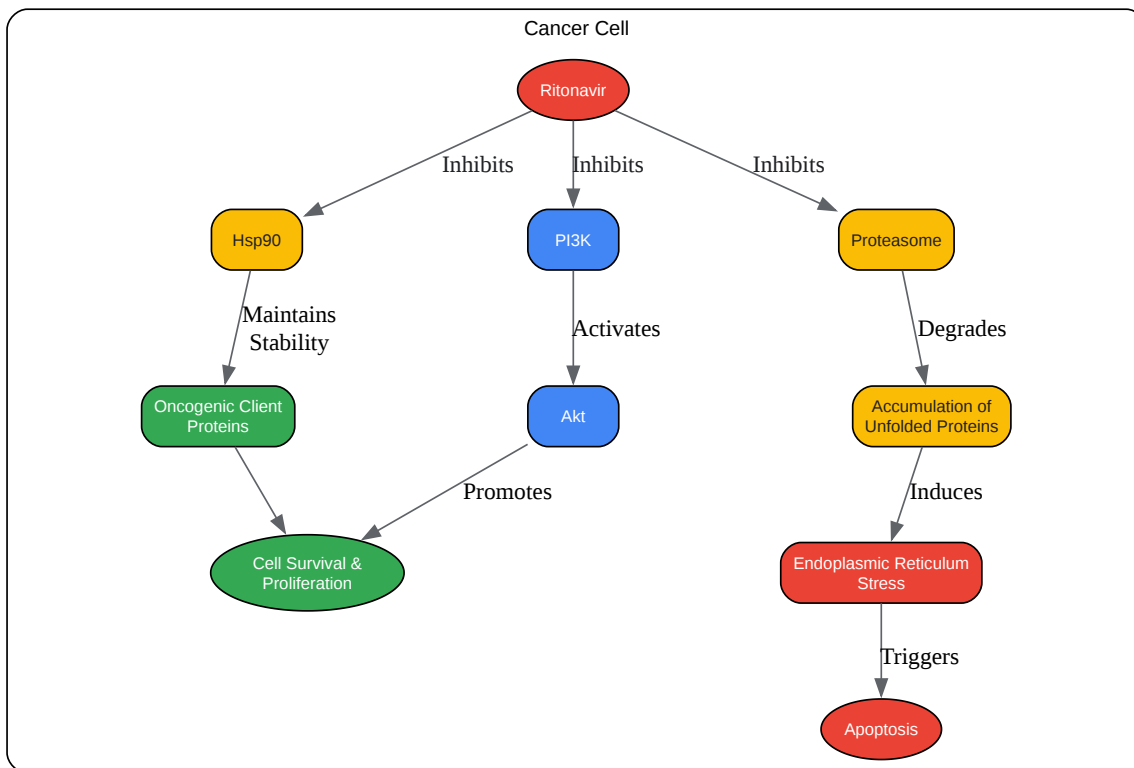 Cancer Cell
Ritonavir
Inhibits
Inhibits
Inhibits
Hsp90
PI3K
Proteasome
Maintains
Stability
Activates
Degrades
Oncogenic Client
Proteins
Akt
Accumulation of
Unfolded Proteins
Promotes
Induces
Cell Survival &
Proliferation
Endoplasmic Reticulum
Stress
Triggers
Apoptosis